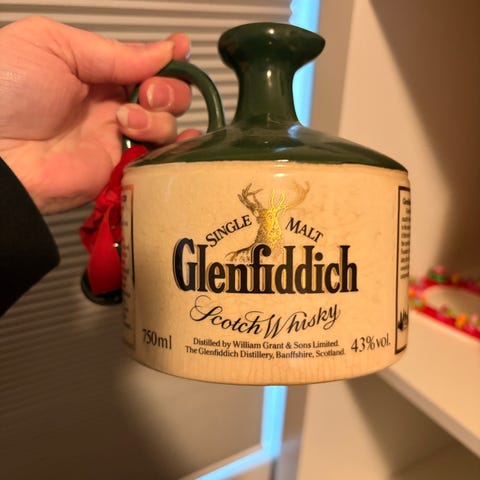 SINGLE MALT
Glenfiddich
Scotch Whisky
750ml
Distilled by William Grant & Sons Limited.
The Glenfiddich Distillery, Banffshire, Scotland.
43%vol.